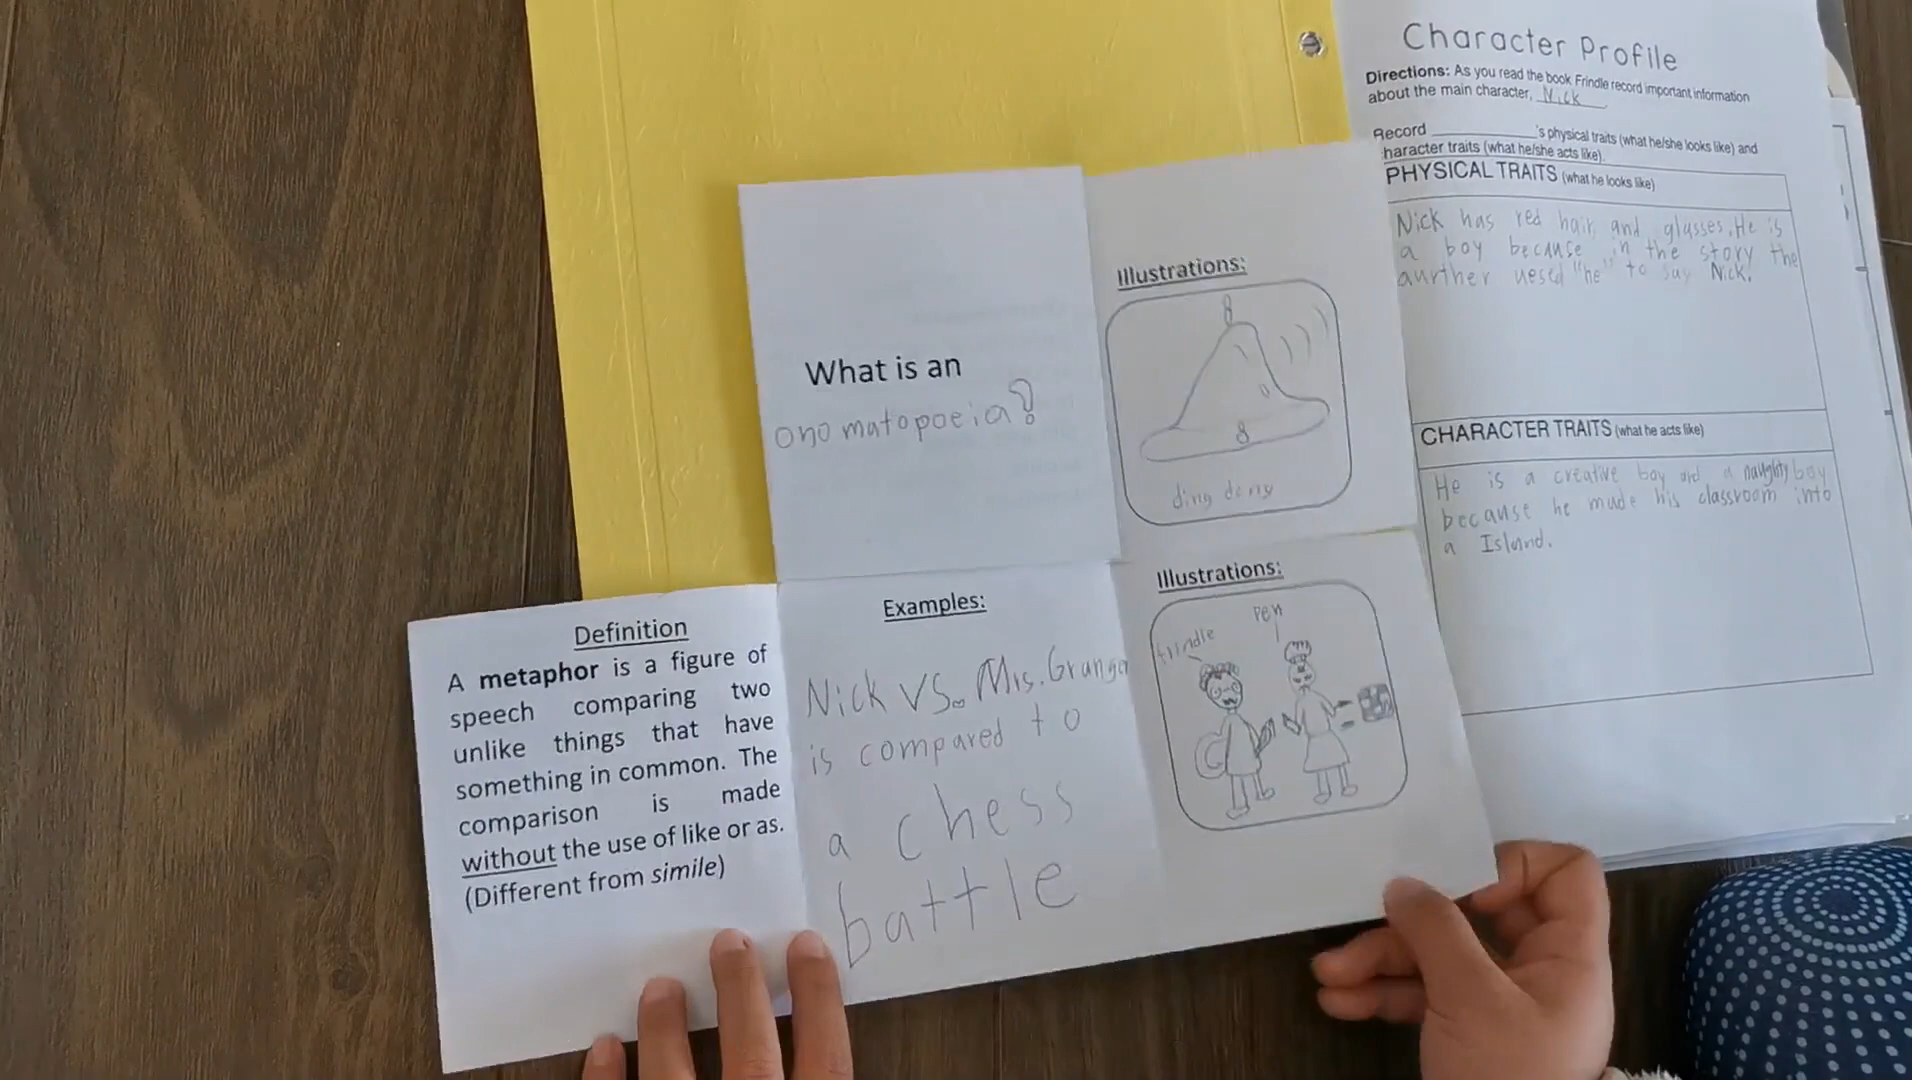 Character Profile
Directions: As you read the book Frindle record important information
about the main character, Nick.
Record ____________'s physical traits (what he/she looks like) and
haracter traits (what he/she acts like).
PHYSICAL TRAITS (what he looks like)
Nick has red hair, and glasses. He is
a boy because in the story the
aurther uesed "he" to say Nick.
CHARACTER TRAITS (what he acts like)
He is a creative boy and a naughty boy
because he made his classroom into
a Island.
What is an
onomatopoeia?
Illustrations:
ding dong
Definition
A metaphor is a figure of
speech comparing two
unlike things that have
something in common. The
comparison is made
without the use of like or as.
(Different from simile)
Examples:
Nick VS. Mrs. Grange
is compared to
a chess
battle
Illustrations:
frindle
Pen